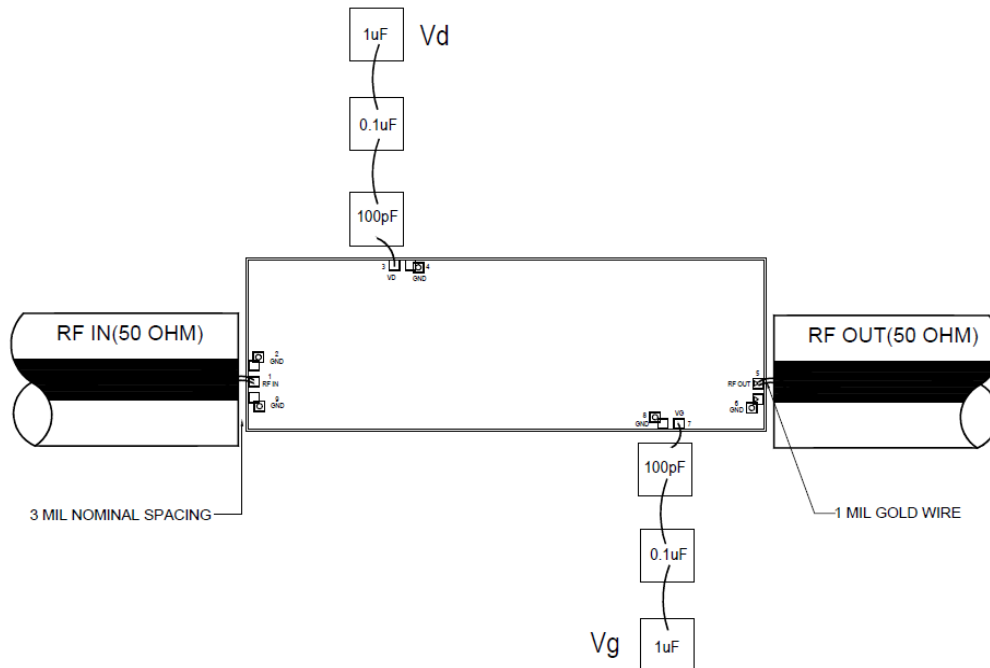 1uF
Vd
0.1uF
100pF
3
4
VD
GND
RF IN(50 OHM)
RF OUT(50 OHM)
2
GND
1
RF IN
9
GND
5
RF OUT
6
GND
8
GND
VG
7
100pF
3 MIL NOMINAL SPACING
1 MIL GOLD WIRE
0.1uF
Vg
1uF